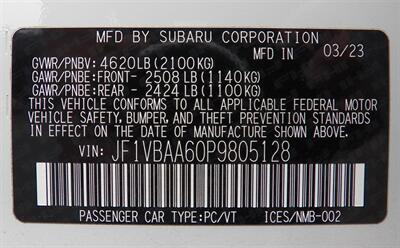 MFD BY SUBARU CORPORATION
GVWR/PNBV: 4620LB (2100KG) 03/23
GAWR/PNBE: FRONT- 2508 LB (1140KG)
GAWR/PNBE: REAR - 2424 LB (1100KG)
THIS VEHICLE CONFORMS TO ALL APPLICABLE FEDERAL MOTOR
VEHICLE SAFETY, BUMPER, AND THEFT PREVENTION STANDARDS
IN EFFECT ON THE DATE OF MANUFACTURE SHOWN ABOVE.
VIN: JF1VBAA60P9805128
PASSENGER CAR TYPE:PC/VT ICES/NMB-002